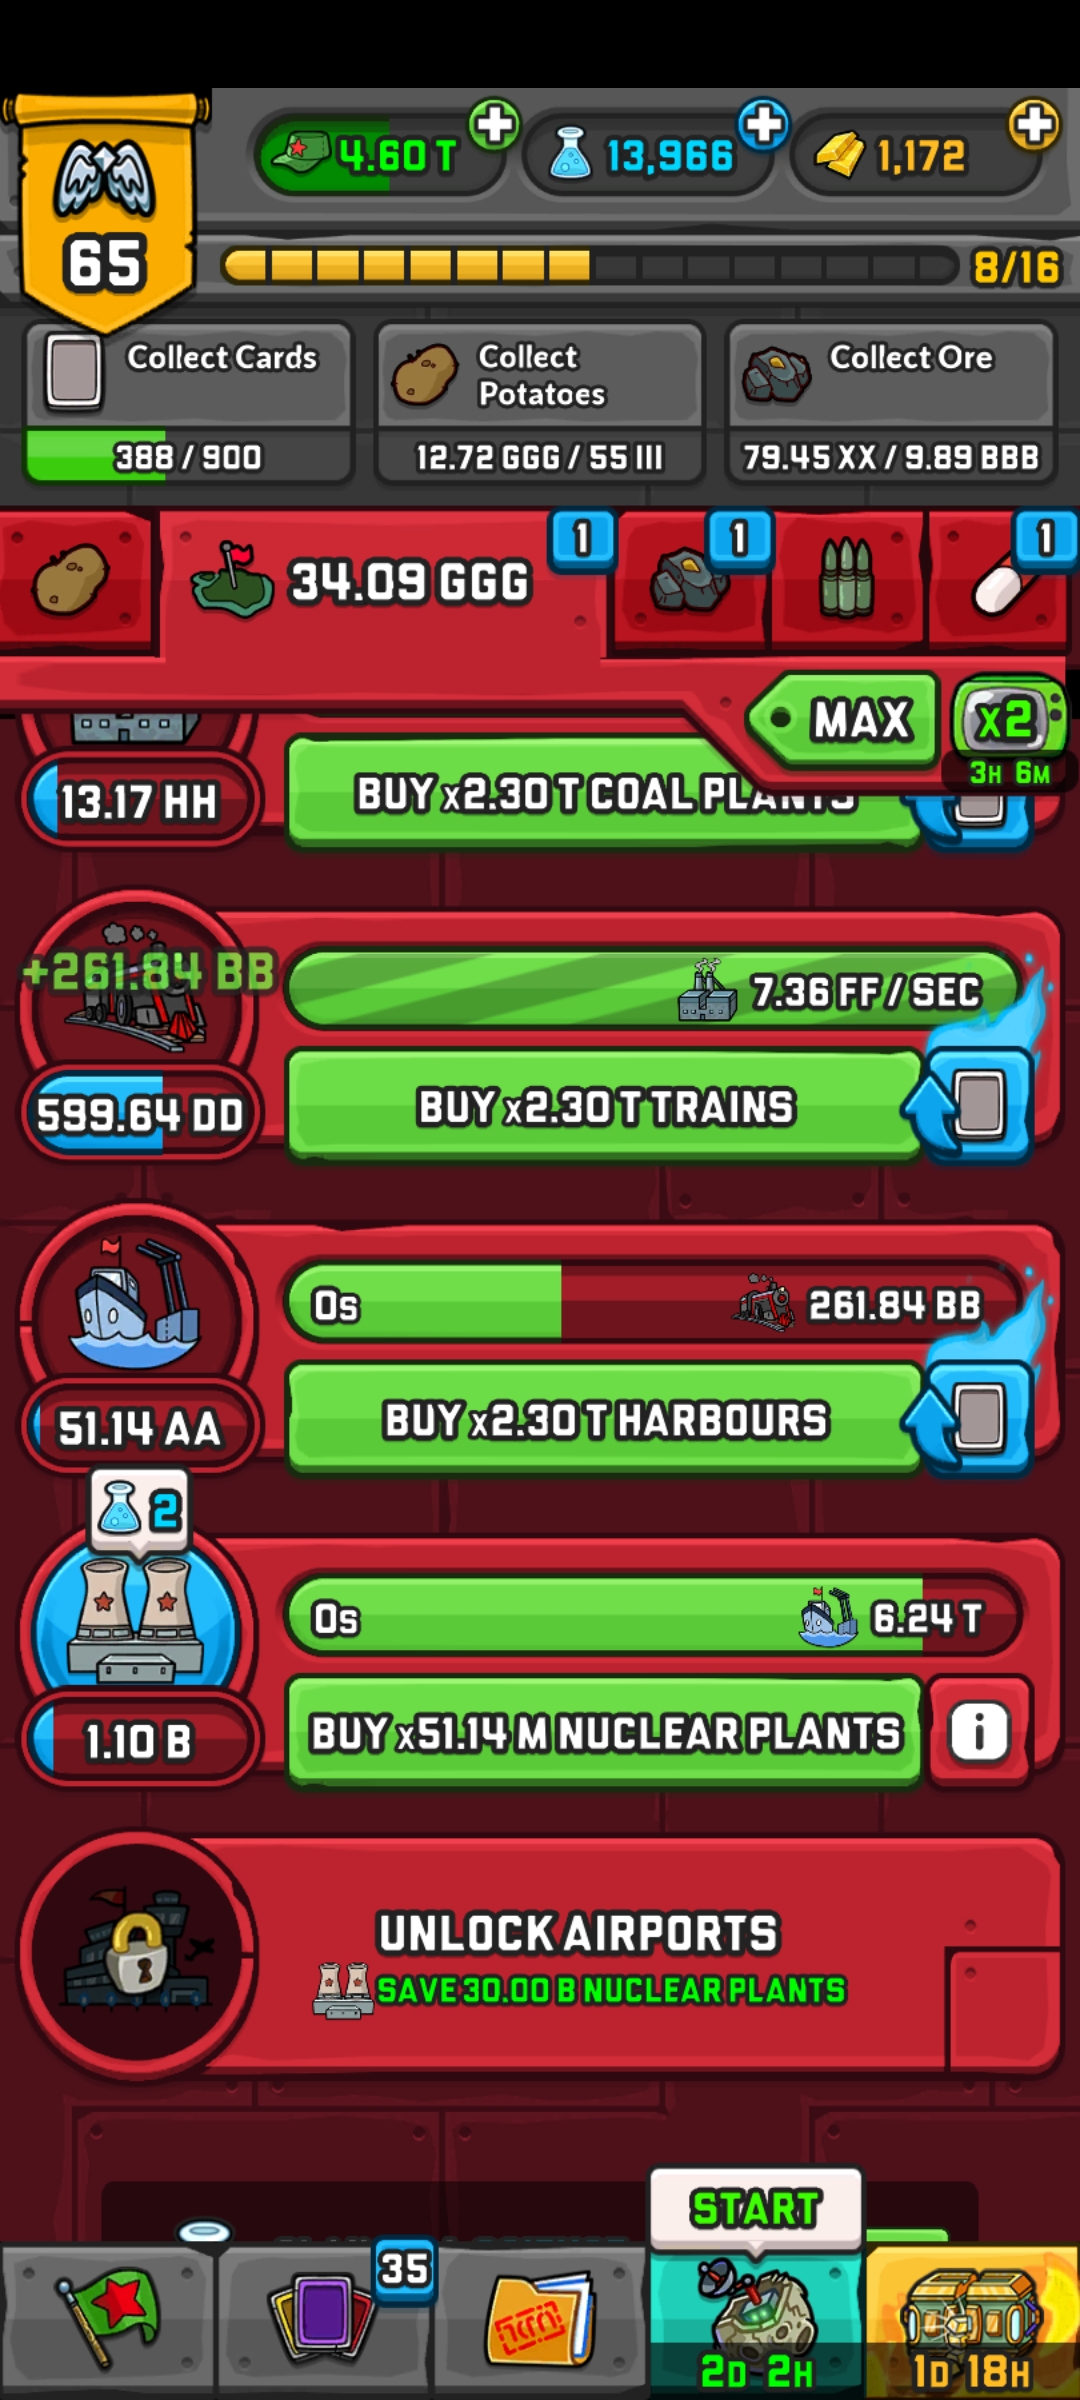 65
4.60 T
13,966
1,172
8/16
Collect Cards
388 / 900
Collect
Potatoes
12.72 GGG / 55 III
Collect Ore
79.45 XX / 9.89 BBB
34.09 GGG
1
1
1
MAX
x2
3H 6M
13.17 HH
BUY x2.30 T COAL PLANTS
+261.84 BB
7.36 FF / SEC
599.64 DD
BUY x2.30 T TRAINS
0s
261.84 BB
51.14 AA
BUY x2.30 T HARBOURS
2
0s
6.24 T
1.10 B
BUY x51.14 M NUCLEAR PLANTS
i
UNLOCK AIRPORTS
SAVE 30.00 B NUCLEAR PLANTS
START
35
2D 2H
1D 18H